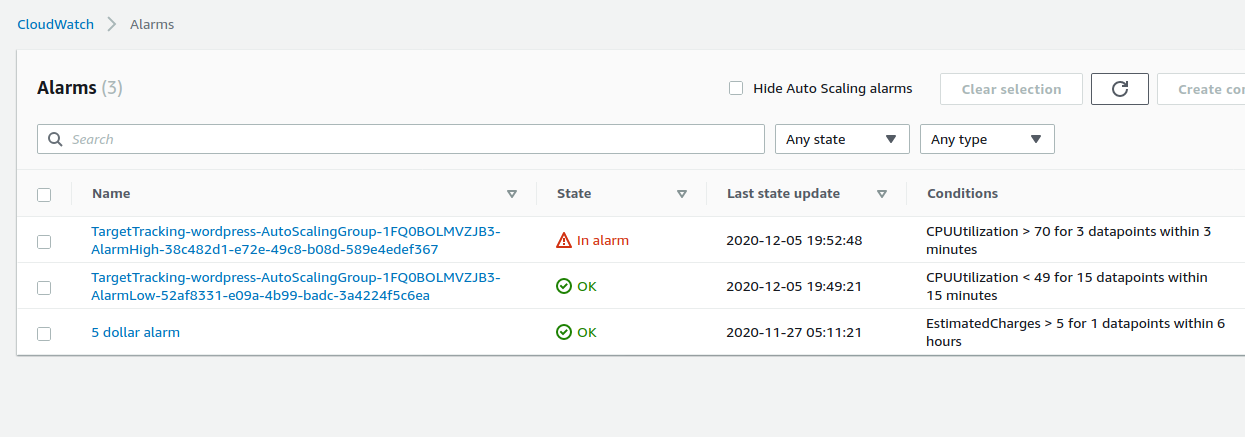 CloudWatch > Alarms
Alarms (3)
Hide Auto Scaling alarms
Clear selection
Create co
Search
Any state
Any type
Name
State
Last state update
Conditions
TargetTracking-wordpress-AutoScalingGroup-1FQ0BOLMVZJB3-
AlarmHigh-38c482d1-e72e-49c8-b08d-589e4edef367
In alarm
2020-12-05 19:52:48
CPUUtilization > 70 for 3 datapoints within 3
minutes
TargetTracking-wordpress-AutoScalingGroup-1FQ0BOLMVZJB3-
AlarmLow-52af8331-e09a-4b99-badc-3a4224f5c6ea
OK
2020-12-05 19:49:21
CPUUtilization < 49 for 15 datapoints within
15 minutes
5 dollar alarm
OK
2020-11-27 05:11:21
EstimatedCharges > 5 for 1 datapoints within 6
hours